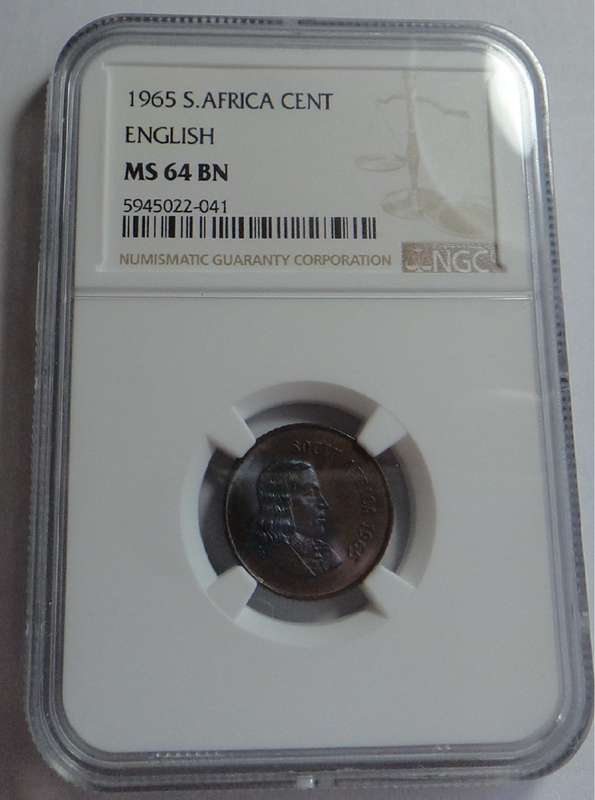 1965 S.AFRICA CENT
ENGLISH
MS 64 BN
5945022-041
NUMISMATIC GUARANTY CORPORATION
NGC
SOUTH AFRICA 1965